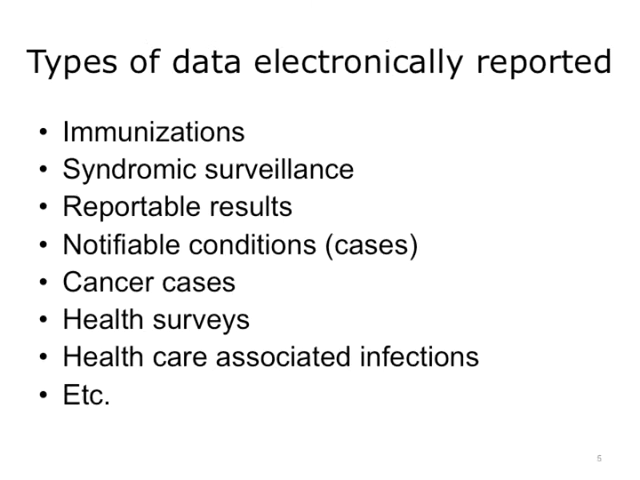 Types of data electronically reported
• Immunizations
• Syndromic surveillance
• Reportable results
• Notifiable conditions (cases)
• Cancer cases
• Health surveys
• Health care associated infections
• Etc.
5